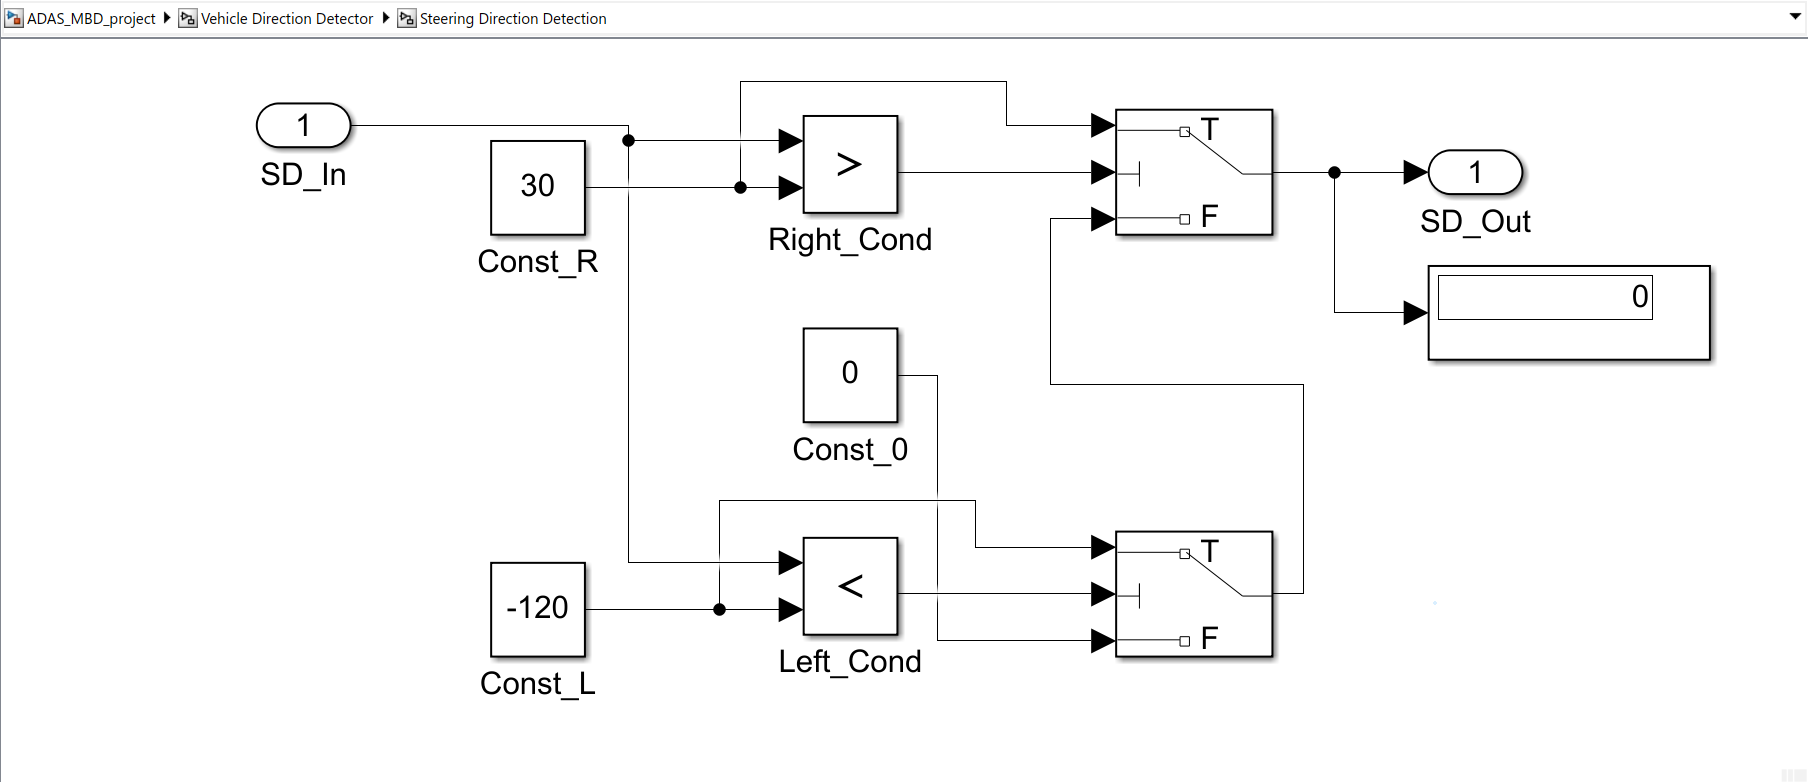 ADAS_MBD_project Vehicle Direction Detector Steering Direction Detection
1
SD_In
30
Const_R
>
Right_Cond
T
F
1
SD_Out
0
0
Const_0
-120
Const_L
<
Left_Cond
T
F